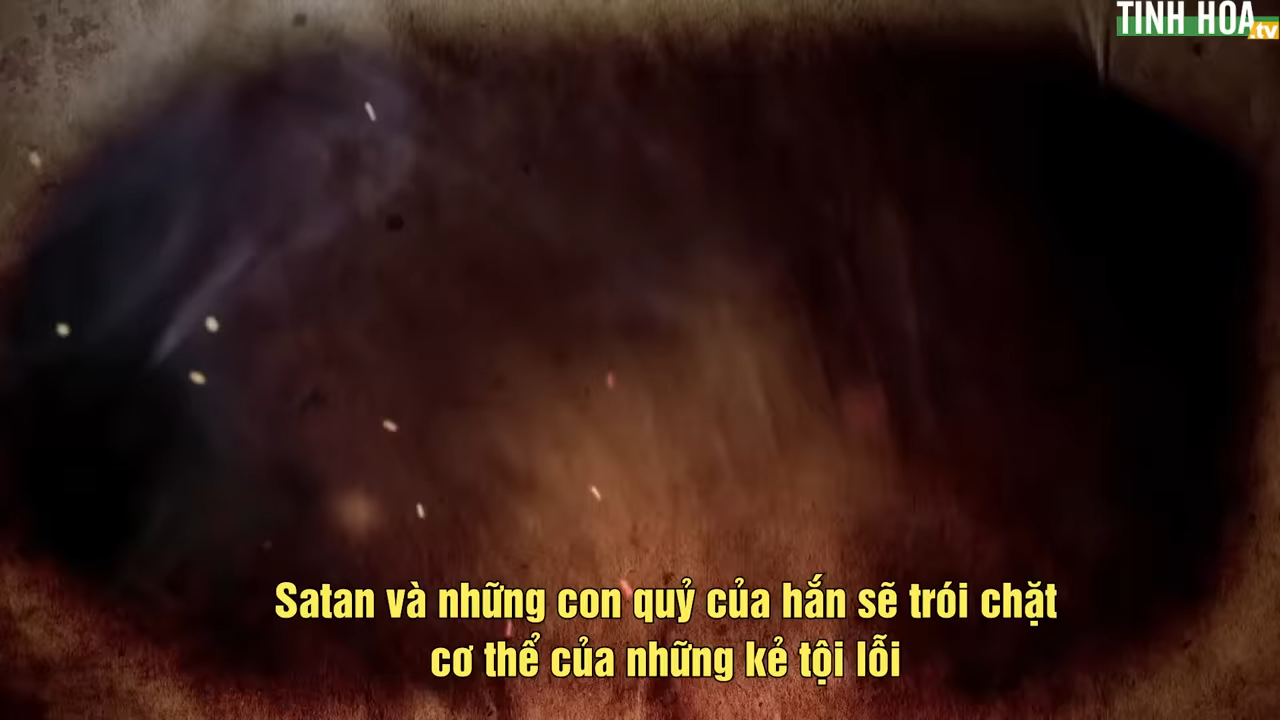 TINH HOA
.tv
Satan và những con quỷ của hắn sẽ trói chặt
cơ thể của những kẻ tội lỗi